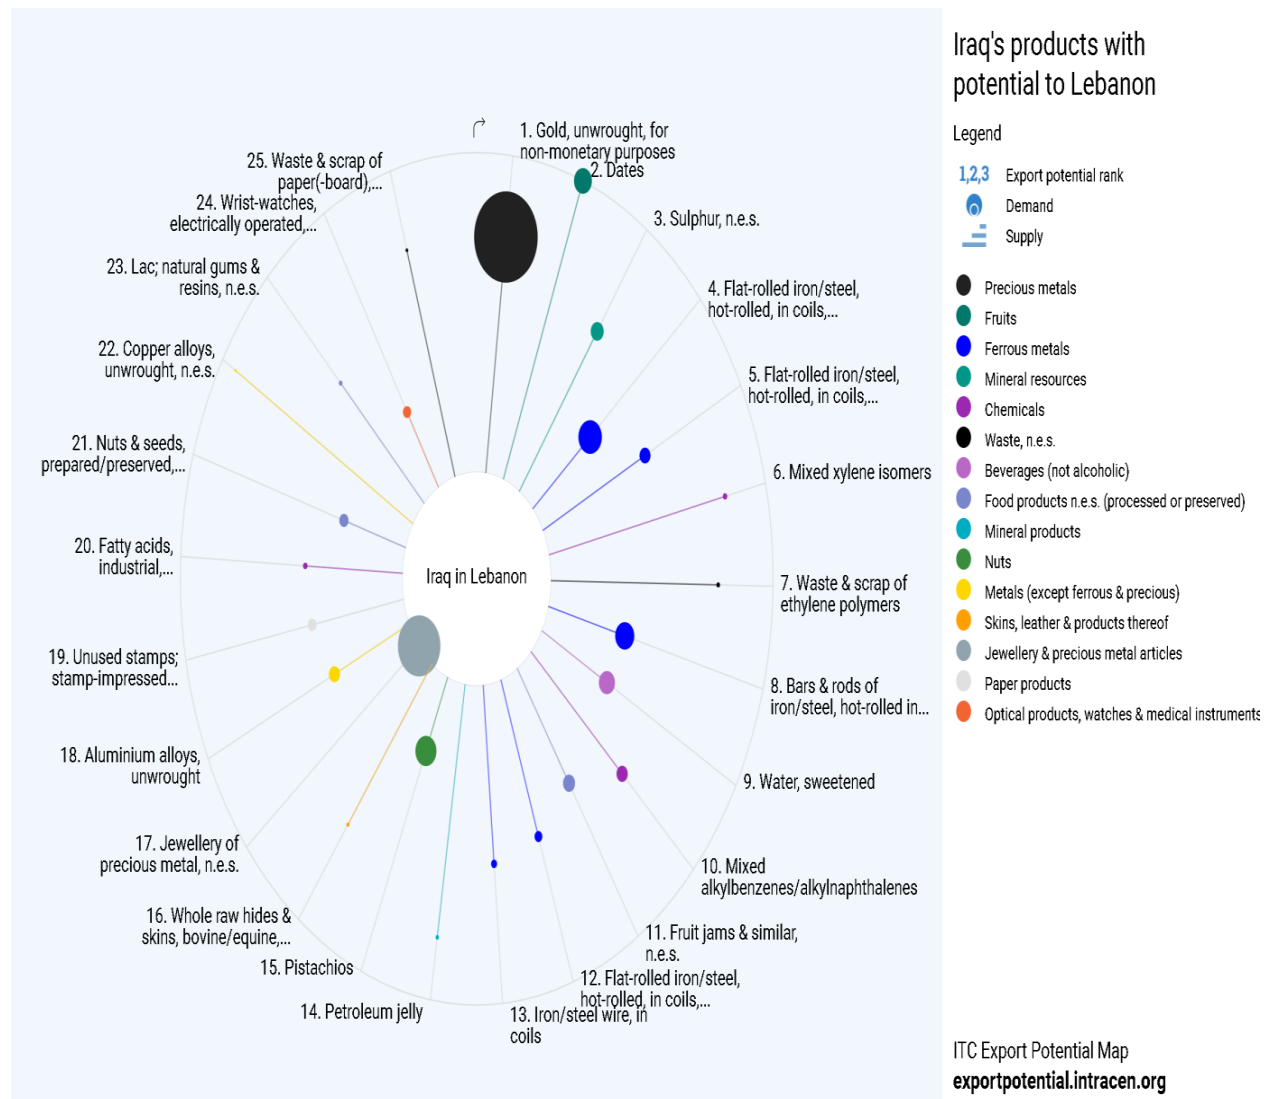 Iraq's products with
potential to Lebanon
Legend
1,2,3 Export potential rank
Demand
Supply
Precious metals
Fruits
Ferrous metals
Mineral resources
Chemicals
Waste, n.e.s.
Beverages (not alcoholic)
Food products n.e.s. (processed or preserved)
Mineral products
Nuts
Metals (except ferrous & precious)
Skins, leather & products thereof
Jewellery & precious metal articles
Paper products
Optical products, watches & medical instruments
1. Gold, unwrought, for
non-monetary purposes
2. Dates
3. Sulphur, n.e.s.
4. Flat-rolled iron/steel,
hot-rolled, in coils,...
5. Flat-rolled iron/steel,
hot-rolled, in coils,...
6. Mixed xylene isomers
7. Waste & scrap of
ethylene polymers
8. Bars & rods of
iron/steel, hot-rolled in...
9. Water, sweetened
10. Mixed
alkylbenzenes/alkylnaphthalenes
11. Fruit jams & similar,
n.e.s.
12. Flat-rolled iron/steel,
hot-rolled, in coils,...
13. Iron/steel wire, in
coils
14. Petroleum jelly
15. Pistachios
16. Whole raw hides &
skins, bovine/equine,...
17. Jewellery of
precious metal, n.e.s.
18. Aluminium alloys,
unwrought
19. Unused stamps;
stamp-impressed...
20. Fatty acids,
industrial,...
21. Nuts & seeds,
prepared/preserved,...
22. Copper alloys,
unwrought, n.e.s.
23. Lac; natural gums &
resins, n.e.s.
24. Wrist-watches,
electrically operated,...
25. Waste & scrap of
paper(-board),...
Iraq in Lebanon
ITC Export Potential Map
exportpotential.intracen.org